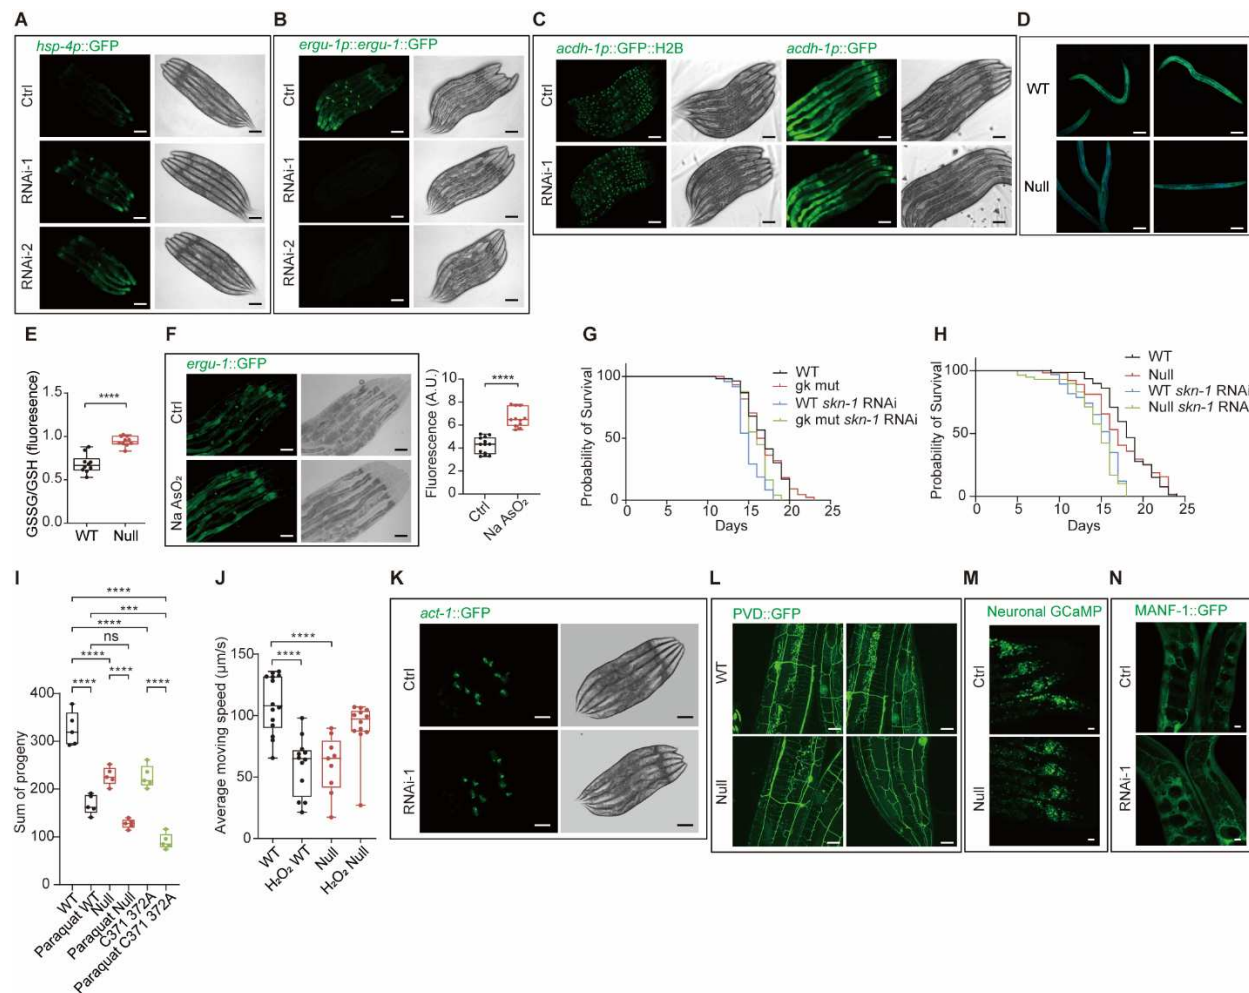 A
hsp-4p::GFP
Ctrl
RNAi-1
RNAi-2
B
ergu-1p::ergu-1::GFP
Ctrl
RNAi-1
RNAi-2
C
acdh-1p::GFP::H2B
acdh-1p::GFP
Ctrl
RNAi-1
D
WT
Null
E
GSSG/GSH (fluoresence)
1.5
1.0
0.5
0.0
****
WT
Null
F
ergu-1::GFP
Ctrl
Na AsO₂
Fluorescence (A.U.)
10
8
6
4
2
0
****
Ctrl
Na AsO₂
G
Probability of Survival
100
50
0
0
5
10
15
20
25
Days
WT
gk mut
WT skn-1 RNAi
gk mut skn-1 RNAi
H
Probability of Survival
100
50
0
0
5
10
15
20
25
Days
WT
Null
WT skn-1 RNAi
Null skn-1 RNAi
I
****
***
****
ns
****
****
****
****
Sum of progeny
400
300
200
100
0
WT
Paraquat WT
Null
Paraquat Null
C371 372A
Paraquat C371 372A
J
****
****
Average moving speed (µm/s)
150
100
50
0
WT
H₂O₂ WT
Null
H₂O₂ Null
K
act-1::GFP
Ctrl
RNAi-1
L
PVD::GFP
WT
Null
M
Neuronal GCaMP
Ctrl
Null
N
MANF-1::GFP
Ctrl
RNAi-1